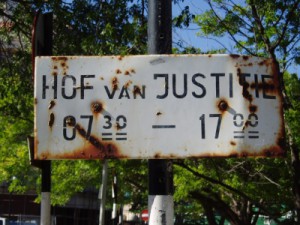 HOF VAN JUSTITIE
07 30 — 17 00